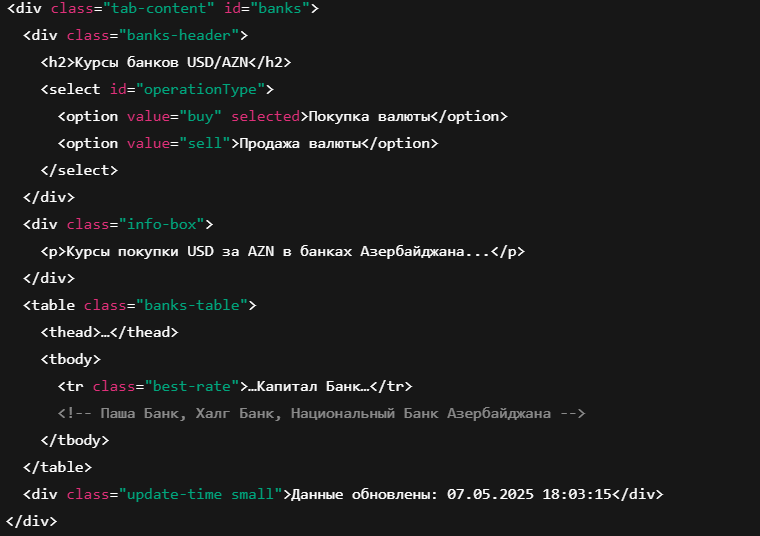 <div class="tab-content" id="banks">
  <div class="banks-header">
    <h2>Курсы банков USD/AZN</h2>
    <select id="operationType">
      <option value="buy" selected>Покупка валюты</option>
      <option value="sell">Продажа валюты</option>
    </select>
  </div>
  <div class="info-box">
    <p>Курсы покупки USD за AZN в банках Азербайджана...</p>
  </div>
  <table class="banks-table">
    <thead>…</thead>
    <tbody>
      <tr class="best-rate">…Капитал Банк…</tr>
      <!-- Паша Банк, Халг Банк, Национальный Банк Азербайджана -->
    </tbody>
  </table>
  <div class="update-time small">Данные обновлены: 07.05.2025 18:03:15</div>
</div>